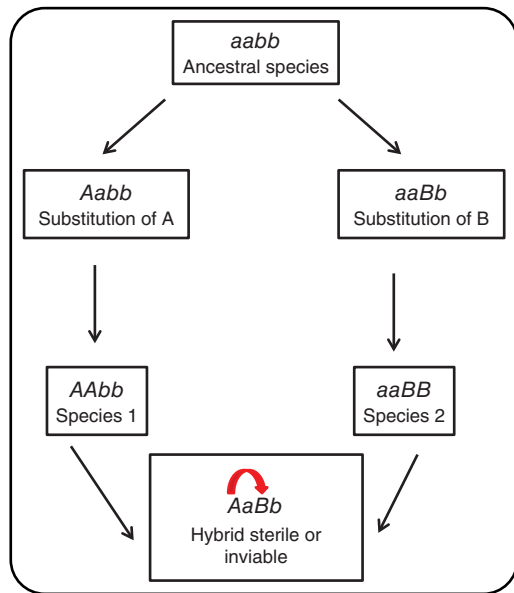 aabb
Ancestral species
Aabb
Substitution of A
aaBb
Substitution of B
AAbb
Species 1
aaBB
Species 2
AaBb
Hybrid sterile or
inviable